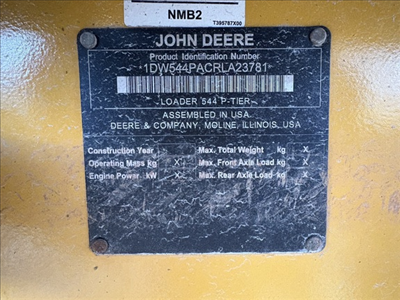 NMB2
T395787X00
JOHN DEERE
Product Identification Number
1DW544PACRLA23781
LOADER 544 P-TIER
ASSEMBLED IN USA
DEERE & COMPANY, MOLINE, ILLINOIS, USA
Construction Year Max. Total Weight kg X
Operating Mass kg X Max. Front Axle Load kg X
Engine Power kW X Max. Rear Axle Load kg X